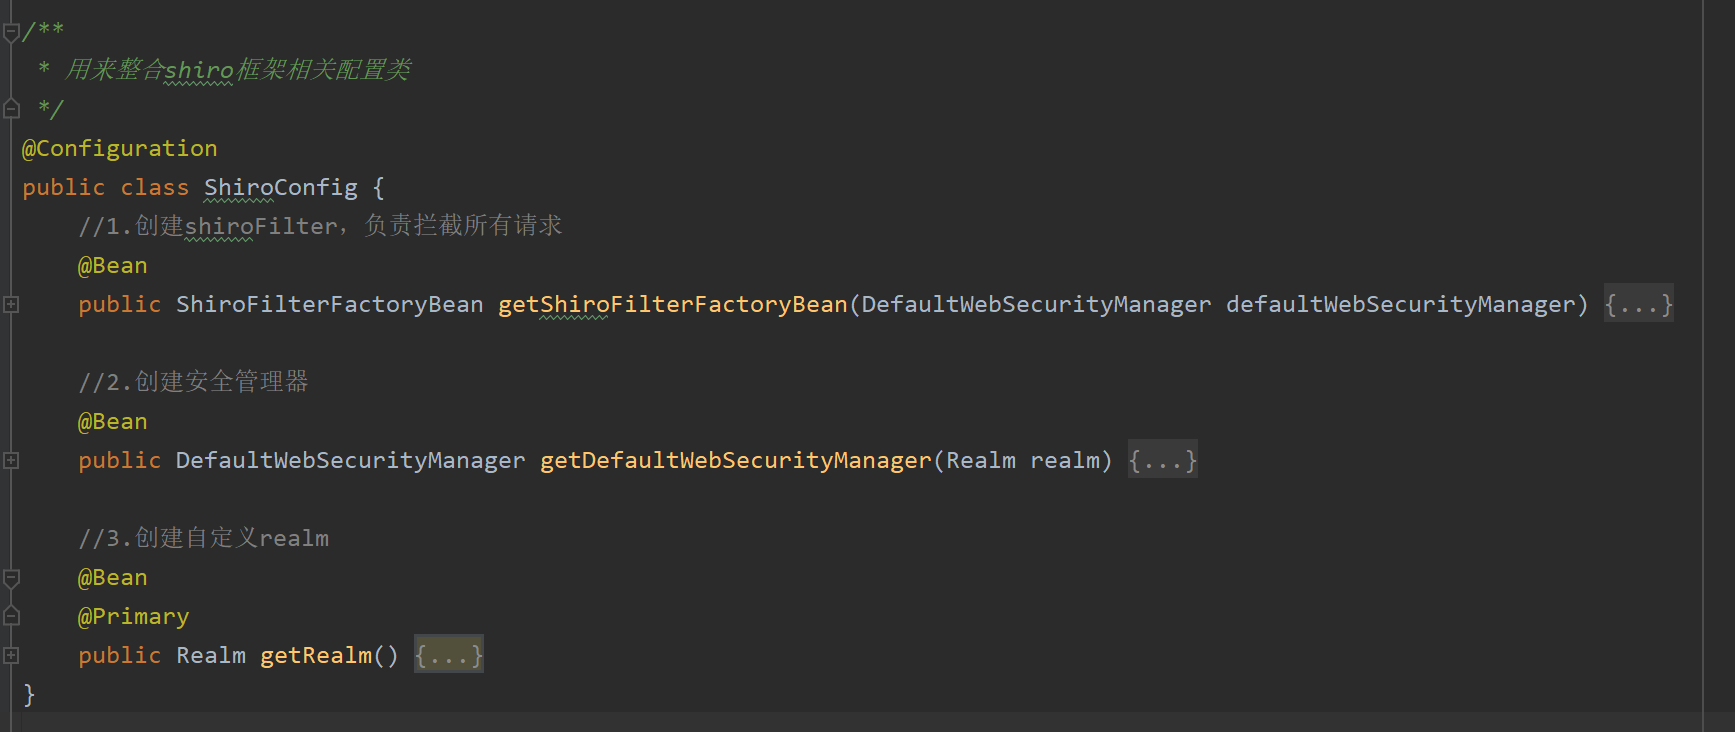 /**
 * 用来整合shiro框架相关配置类
 */
@Configuration
public class ShiroConfig {
    //1.创建shiroFilter，负责拦截所有请求
    @Bean
    public ShiroFilterFactoryBean getShiroFilterFactoryBean(DefaultWebSecurityManager defaultWebSecurityManager) {...}
    //2.创建安全管理器
    @Bean
    public DefaultWebSecurityManager getDefaultWebSecurityManager(Realm realm) {...}
    //3.创建自定义realm
    @Bean
    @Primary
    public Realm getRealm() {...}
}